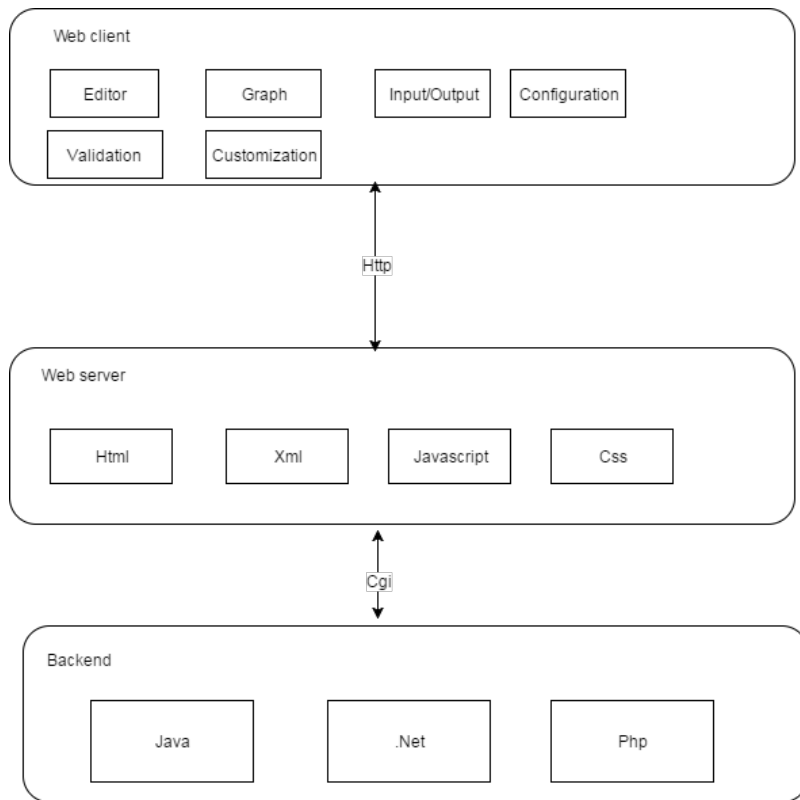 Web client
Editor
Graph
Input/Output
Configuration
Validation
Customization
Http
Web server
Html
Xml
Javascript
Css
Cgi
Backend
Java
.Net
Php